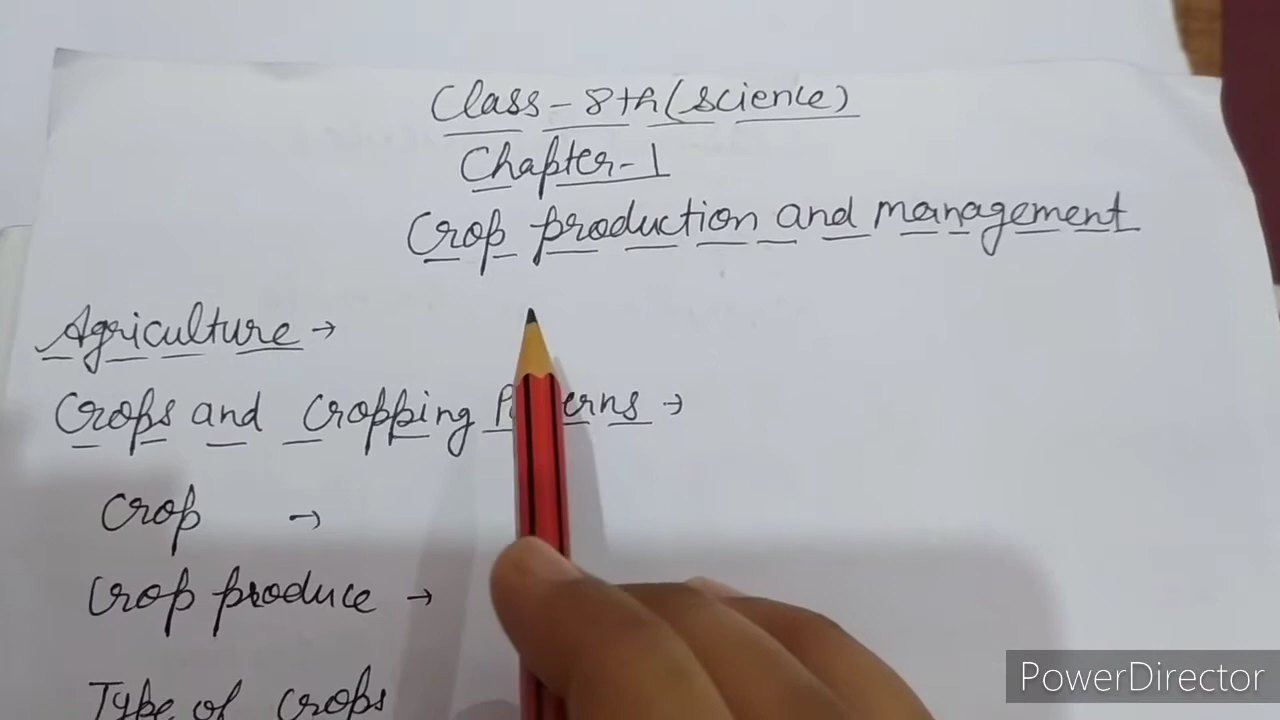 Class - 8th (science)
Chapter - 1
Crop production and management
Agriculture →
Crops and Cropping P erns →
Crop →
Crop produce →
Type of crops
PowerDirector